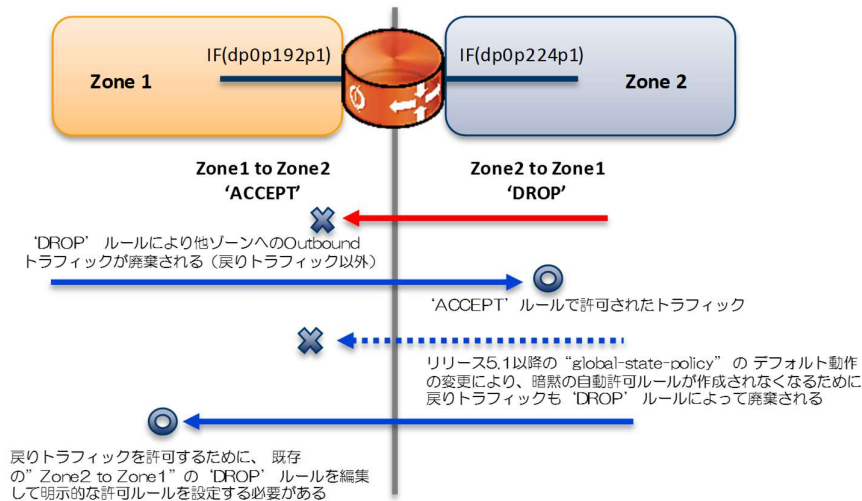 IF(dp0p192p1)
IF(dp0p224p1)
Zone 1
Zone 2
Zone1 to Zone2
'ACCEPT'
Zone2 to Zone1
'DROP'
'DROP' ルールにより他ゾーンへのOutbound
トラフィックが廃棄される（戻りトラフィック以外）
'ACCEPT' ルールで許可されたトラフィック
リリース5.1以降の“global-state-policy” の デフォルト動作
の変更により、暗黙の自動許可ルールが作成されなくなるために
戻りトラフィックも 'DROP' ルールによって廃棄される
戻りトラフィックを許可するために、 既存
の”Zone2 to Zone1”の 'DROP' ルールを編集
して明示的な許可ルールを設定する必要がある